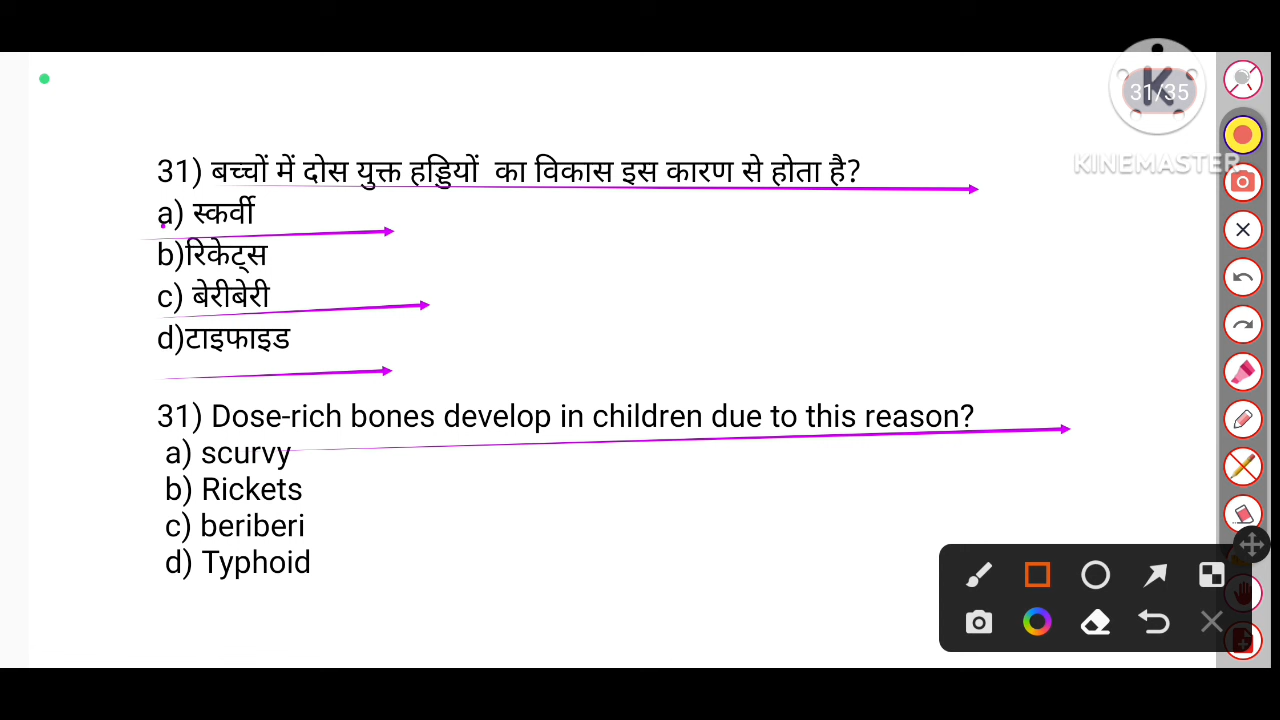 31/35
KINEMASTER
31) बच्चों में दोस युक्त हड्डियों का विकास इस कारण से होता है?
a) स्कर्वी
b)रिकेट्स
c) बेरीबेरी
d)टाइफाइड
31) Dose-rich bones develop in children due to this reason?
a) scurvy
b) Rickets
c) beriberi
d) Typhoid